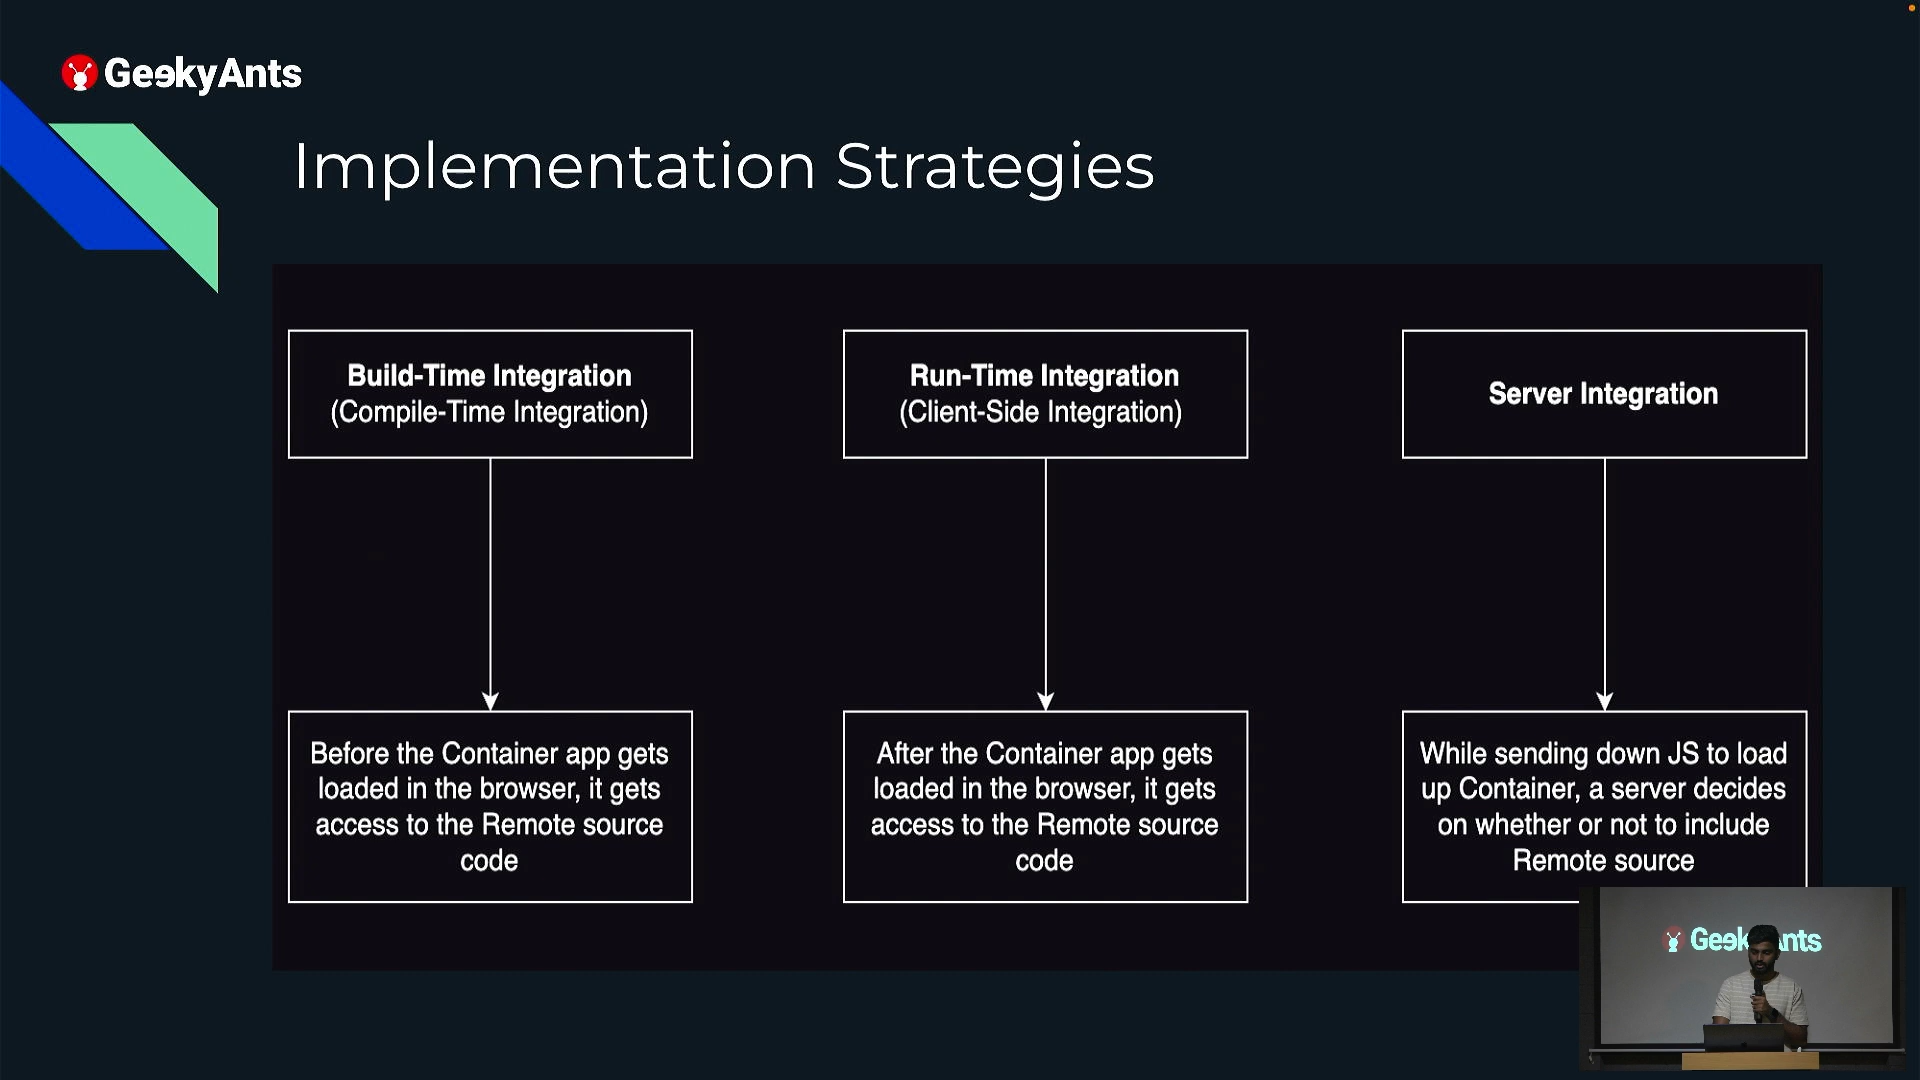 GeekyAnts
Implementation Strategies
Build-Time Integration
(Compile-Time Integration)
Run-Time Integration
(Client-Side Integration)
Server Integration
Before the Container app gets
loaded in the browser, it gets
access to the Remote source
code
After the Container app gets
loaded in the browser, it gets
access to the Remote source
code
While sending down JS to load
up Container, a server decides
on whether or not to include
Remote source
GeekyAnts